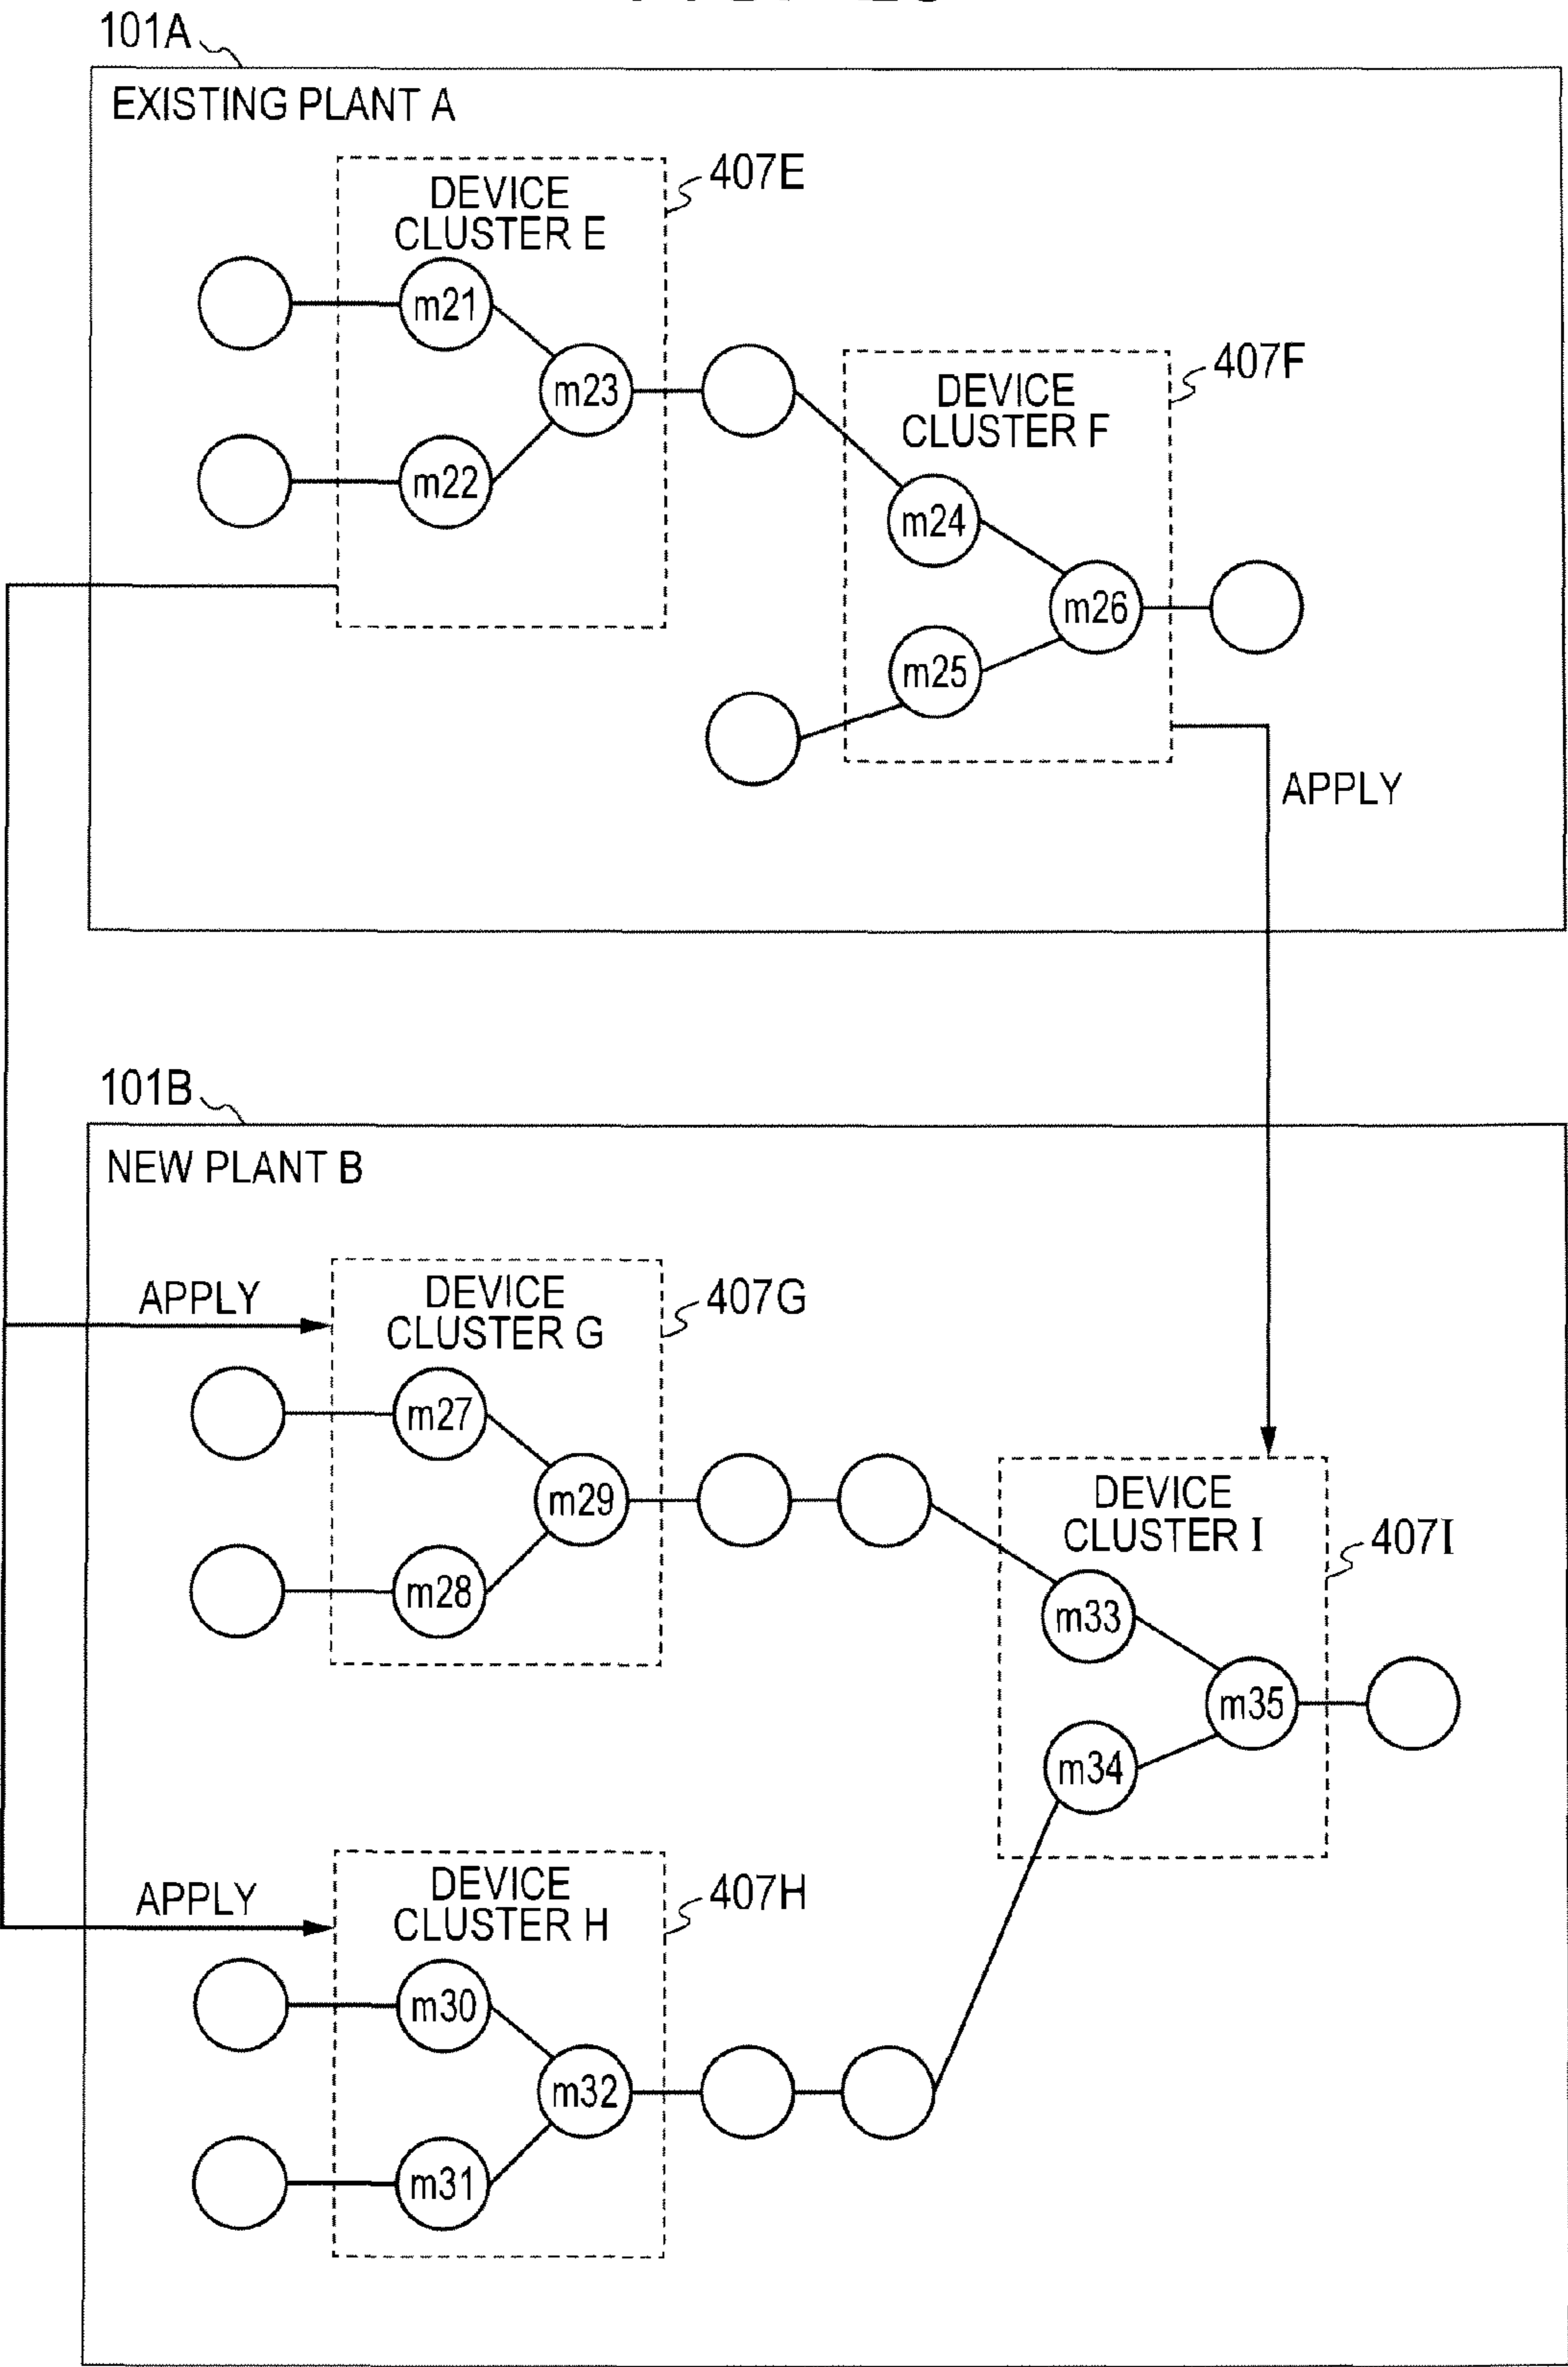 101A
EXISTING PLANT A
407E
DEVICE
CLUSTER E
m21
m23
m22
407F
DEVICE
CLUSTER F
m24
m26
m25
APPLY
101B
NEW PLANT B
APPLY
DEVICE
CLUSTER G
407G
m27
m29
m28
DEVICE
CLUSTER I
407I
m33
m35
m34
APPLY
DEVICE
CLUSTER H
407H
m30
m32
m31